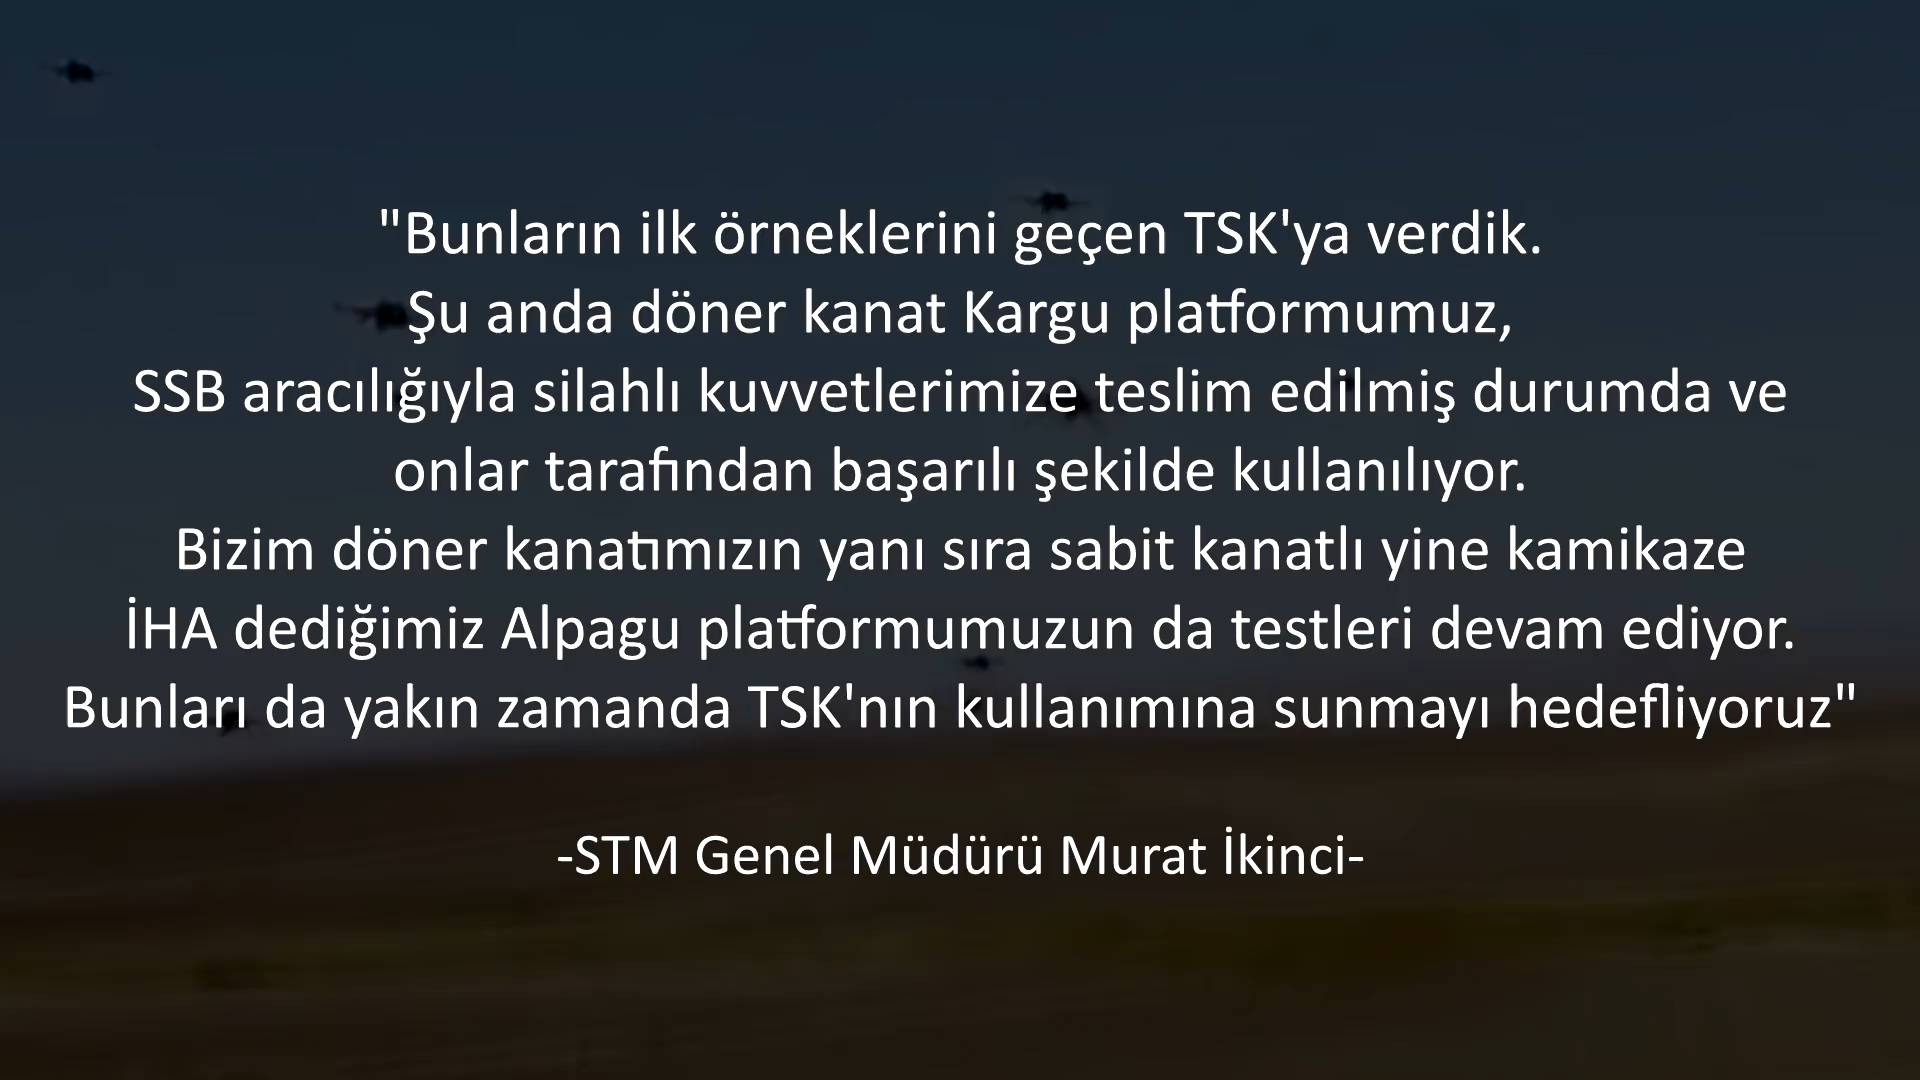 "Bunların ilk örneklerini geçen TSK'ya verdik.
Şu anda döner kanat Kargu platformumuz,
SSB aracılığıyla silahlı kuvvetlerimize teslim edilmiş durumda ve
onlar tarafından başarılı şekilde kullanılıyor.
Bizim döner kanatımızın yanı sıra sabit kanatlı yine kamikaze
İHA dediğimiz Alpagu platformumuzun da testleri devam ediyor.
Bunları da yakın zamanda TSK'nın kullanımına sunmayı hedefliyoruz"
-STM Genel Müdürü Murat İkinci-